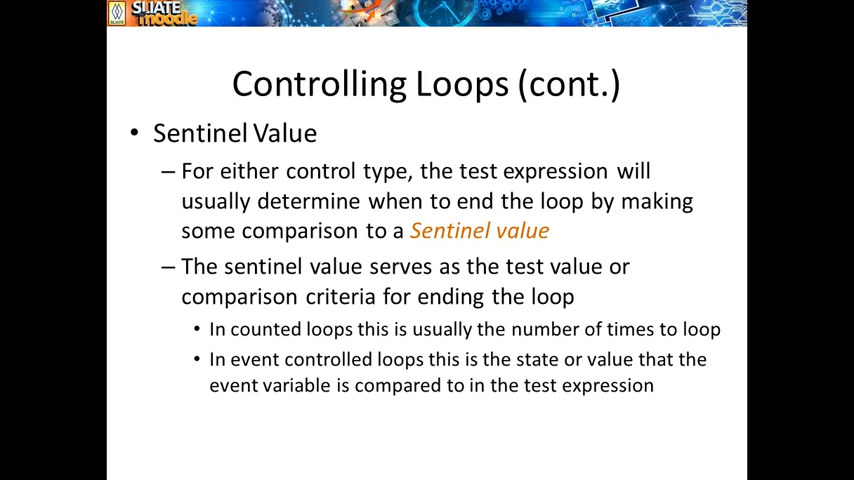 SLIATE
moodle
SLIATE
Controlling Loops (cont.)
• Sentinel Value
– For either control type, the test expression will
usually determine when to end the loop by making
some comparison to a Sentinel value
– The sentinel value serves as the test value or
comparison criteria for ending the loop
• In counted loops this is usually the number of times to loop
• In event controlled loops this is the state or value that the
event variable is compared to in the test expression